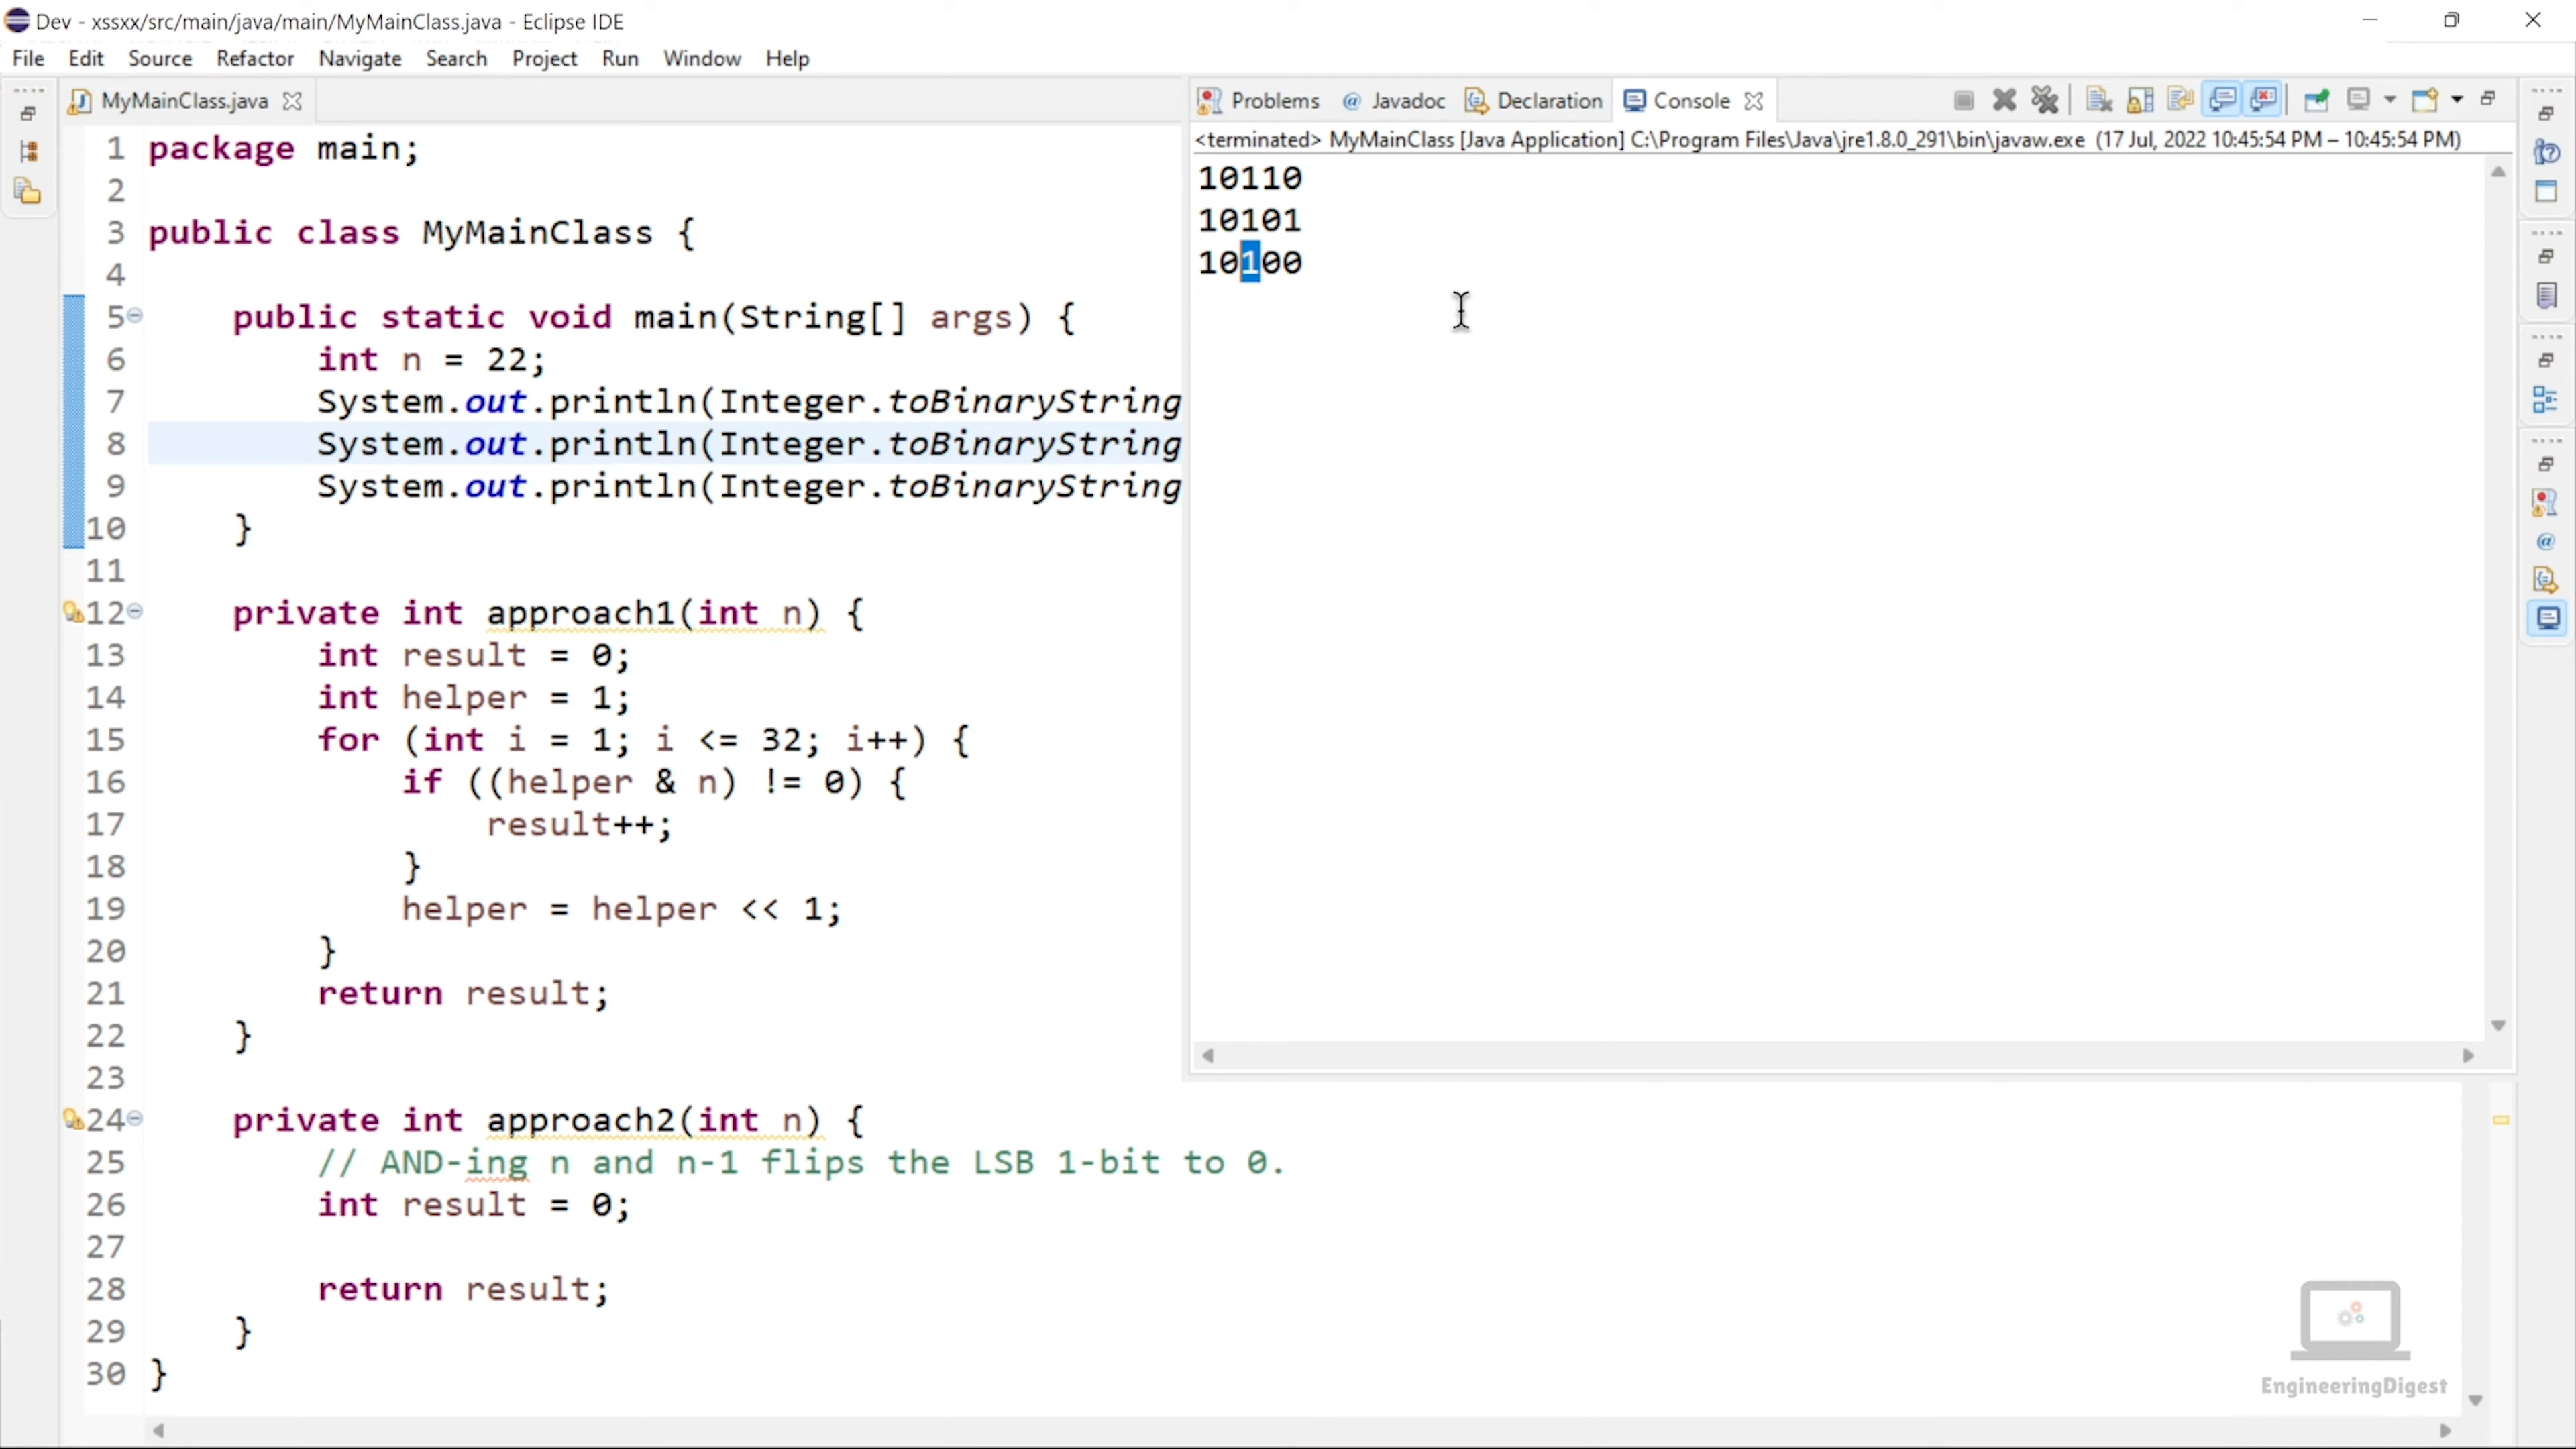 Dev - xssxx/src/main/java/main/MyMainClass.java - Eclipse IDE
File Edit Source Refactor Navigate Search Project Run Window Help
MyMainClass.java
1 package main;
2
3 public class MyMainClass {
4
5 public static void main(String[] args) {
6 int n = 22;
7 System.out.println(Integer.toBinaryString
8 System.out.println(Integer.toBinaryString
9 System.out.println(Integer.toBinaryString
10 }
11
12 private int approach1(int n) {
13 int result = 0;
14 int helper = 1;
15 for (int i = 1; i <= 32; i++) {
16 if ((helper & n) != 0) {
17 result++;
18 }
19 helper = helper << 1;
20 }
21 return result;
22 }
23
24 private int approach2(int n) {
25 // AND-ing n and n-1 flips the LSB 1-bit to 0.
26 int result = 0;
27
28 return result;
29 }
30 }
Problems @ Javadoc Declaration Console
<terminated> MyMainClass [Java Application] C:\Program Files\Java\jre1.8.0_291\bin\javaw.exe (17 Jul, 2022 10:45:54 PM – 10:45:54 PM)
10110
10101
10100
EngineeringDigest